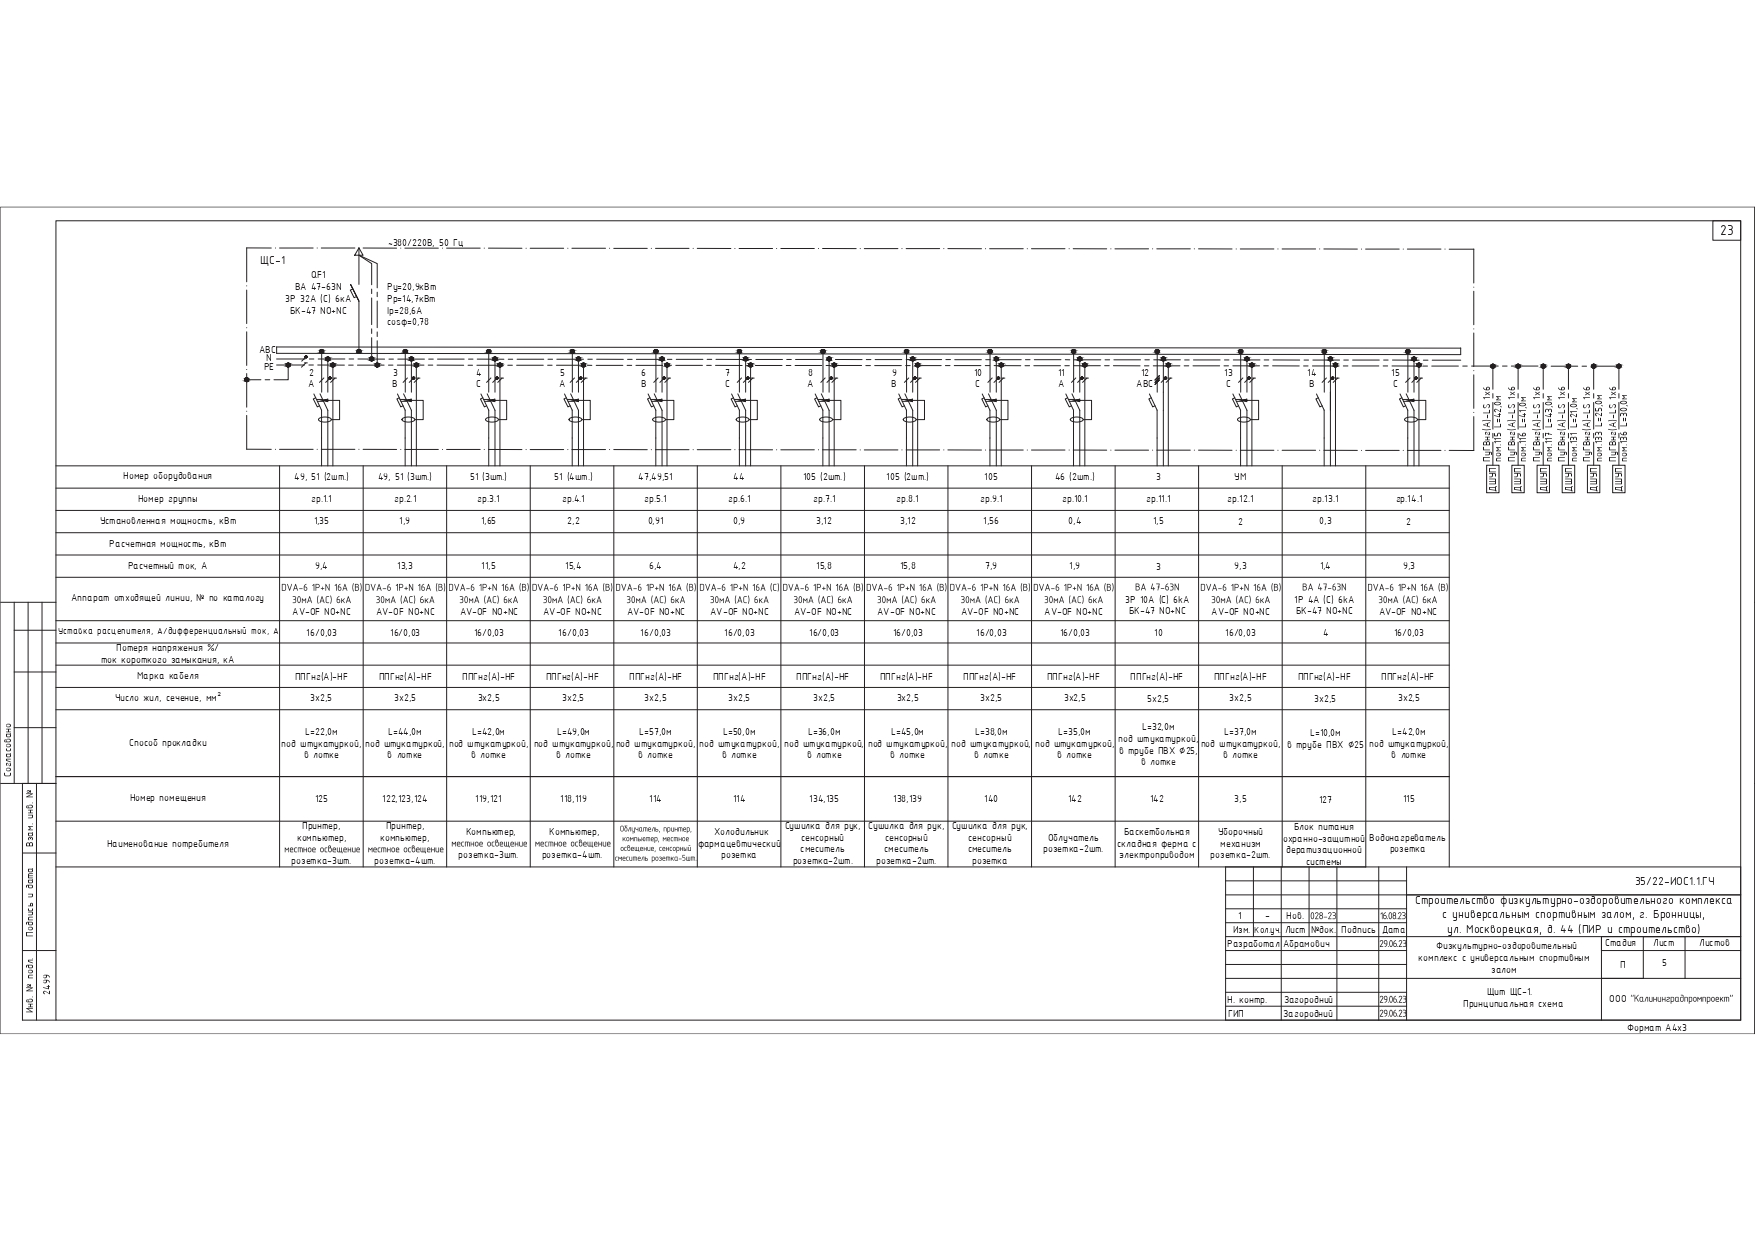 23
~380/220В, 50 Гц
ЩС-1
QF1
ВА 47-63N
3Р 32А (С) 6кА
БК-47 NO+NC
Ру=20,9кВт
Рр=14,7кВт
Iр=28,6А
cosф=0,78
ABC
N
PE
2 3 4 5 6 7 8 9 10 11 12 13 14 15
A B C A B C A B C A ABC C B C
ПуГВнг(А)-LS 1х6
пом.115 L=42,0м
ПуГВнг(А)-LS 1х6
пом.116 L=41,0м
ПуГВнг(А)-LS 1х6
пом.117 L=43,0м
ПуГВнг(А)-LS 1х6
пом.131 L=21,0м
ПуГВнг(А)-LS 1х6
пом.133 L=25,0м
ПуГВнг(А)-LS 1х6
пом.136 L=30,0м
ДШУП ДШУП ДШУП ДШУП ДШУП ДШУП
Номер оборудования 49, 51 (2шт.) 49, 51 (3шт.) 51 (3шт.) 51 (4шт.) 47,49,51 44 105 (2шт.) 105 (2шт.) 105 46 (2шт.) 3 УМ
Номер группы гр.1.1 гр.2.1 гр.3.1 гр.4.1 гр.5.1 гр.6.1 гр.7.1 гр.8.1 гр.9.1 гр.10.1 гр.11.1 гр.12.1 гр.13.1 гр.14.1
Установленная мощность, кВт 1,35 1,9 1,65 2,2 0,91 0,9 3,12 3,12 1,56 0,4 1,5 2 0,3 2
Расчетная мощность, кВт
Расчетный ток, А 9,4 13,3 11,5 15,4 6,4 4,2 15,8 15,8 7,9 1,9 3 9,3 1,4 9,3
DVA-6 1P+N 16А (В) DVA-6 1P+N 16А (В) DVA-6 1P+N 16А (В) DVA-6 1P+N 16А (В) DVA-6 1P+N 16А (В) DVA-6 1P+N 16А (С) DVA-6 1P+N 16А (В) DVA-6 1P+N 16А (В) DVA-6 1P+N 16А (В) DVA-6 1P+N 16А (В) ВА 47-63N DVA-6 1P+N 16А (В) ВА 47-63N DVA-6 1P+N 16А (В)
Аппарат отходящей линии, № по каталогу 30мА (АС) 6кА 30мА (АС) 6кА 30мА (АС) 6кА 30мА (АС) 6кА 30мА (АС) 6кА 30мА (АС) 6кА 30мА (АС) 6кА 30мА (АС) 6кА 30мА (АС) 6кА 30мА (АС) 6кА 3Р 10А (С) 6кА 30мА (АС) 6кА 1Р 4А (С) 6кА 30мА (АС) 6кА
AV-OF NO+NC AV-OF NO+NC AV-OF NO+NC AV-OF NO+NC AV-OF NO+NC AV-OF NO+NC AV-OF NO+NC AV-OF NO+NC AV-OF NO+NC AV-OF NO+NC БК-47 NO+NC AV-OF NO+NC БК-47 NO+NC AV-OF NO+NC
Уставка расцепителя, А/дифференциальный ток, А 16/0,03 16/0,03 16/0,03 16/0,03 16/0,03 16/0,03 16/0,03 16/0,03 16/0,03 16/0,03 10 16/0,03 4 16/0,03
Потеря напряжения %/
ток короткого замыкания, кА
Марка кабеля ППГнг(А)-HF ППГнг(А)-HF ППГнг(А)-HF ППГнг(А)-HF ППГнг(А)-HF ППГнг(А)-HF ППГнг(А)-HF ППГнг(А)-HF ППГнг(А)-HF ППГнг(А)-HF ППГнг(А)-HF ППГнг(А)-HF ППГнг(А)-HF ППГнг(А)-HF
Число жил, сечение, мм² 3х2,5 3х2,5 3х2,5 3х2,5 3х2,5 3х2,5 3х2,5 3х2,5 3х2,5 3х2,5 5х2,5 3х2,5 3х2,5 3х2,5
Способ прокладки
L=22,0м под штукатуркой, в лотке
L=44,0м под штукатуркой, в лотке
L=42,0м под штукатуркой, в лотке
L=49,0м под штукатуркой, в лотке
L=57,0м под штукатуркой, в лотке
L=50,0м под штукатуркой, в лотке
L=36,0м под штукатуркой, в лотке
L=45,0м под штукатуркой, в лотке
L=38,0м под штукатуркой, в лотке
L=35,0м под штукатуркой, в лотке
L=32,0м под штукатуркой, в трубе ПВХ Ф25, в лотке
L=37,0м под штукатуркой, в лотке
L=10,0м в трубе ПВХ Ф25
L=42,0м под штукатуркой, в лотке
Номер помещения 125 122,123,124 119,121 118,119 114 114 134,135 138,139 140 142 142 3,5 127 115
Наименование потребителя
Принтер, компьютер, местное освещение розетка-3шт.
Принтер, компьютер, местное освещение розетка-4шт.
Компьютер, местное освещение розетка-3шт.
Компьютер, местное освещение розетка-4шт.
Облучатель, принтер, компьютер, местное освещение, сенсорный смеситель розетка-5шт.
Холодильник фармацевтический розетка
Сушилка для рук, сенсорный смеситель розетка-2шт.
Сушилка для рук, сенсорный смеситель розетка-2шт.
Сушилка для рук, сенсорный смеситель розетка
Облучатель розетка-2шт.
Баскетбольная складная ферма с электроприводом
Уборочный механизм розетка-2шт.
Блок питания охранно-защитной дератизационной системы
Водонагреватель розетка
Согласовано
Взам. инв. №
Подпись и дата
Инв. № подл.
2499
35/22-ИОС1.1.ГЧ
Строительство физкультурно-оздоровительного комплекса
с универсальным спортивным залом, г. Бронницы,
ул. Москворецкая, д. 44 (ПИР и строительство)
1 - Нов. 028-23 16.08.23
Изм. Кол.уч. Лист №док. Подпись Дата
Разработал Абрамович 29.06.23
Н. контр. Загородний 29.06.23
ГИП Загородний 29.06.23
Физкультурно-оздоровительный
комплекс с универсальным спортивным
залом
Стадия Лист Листов
П 5
Щит ЩС-1.
Принципиальная схема
ООО "Калининградпромпроект"
Формат А4х3